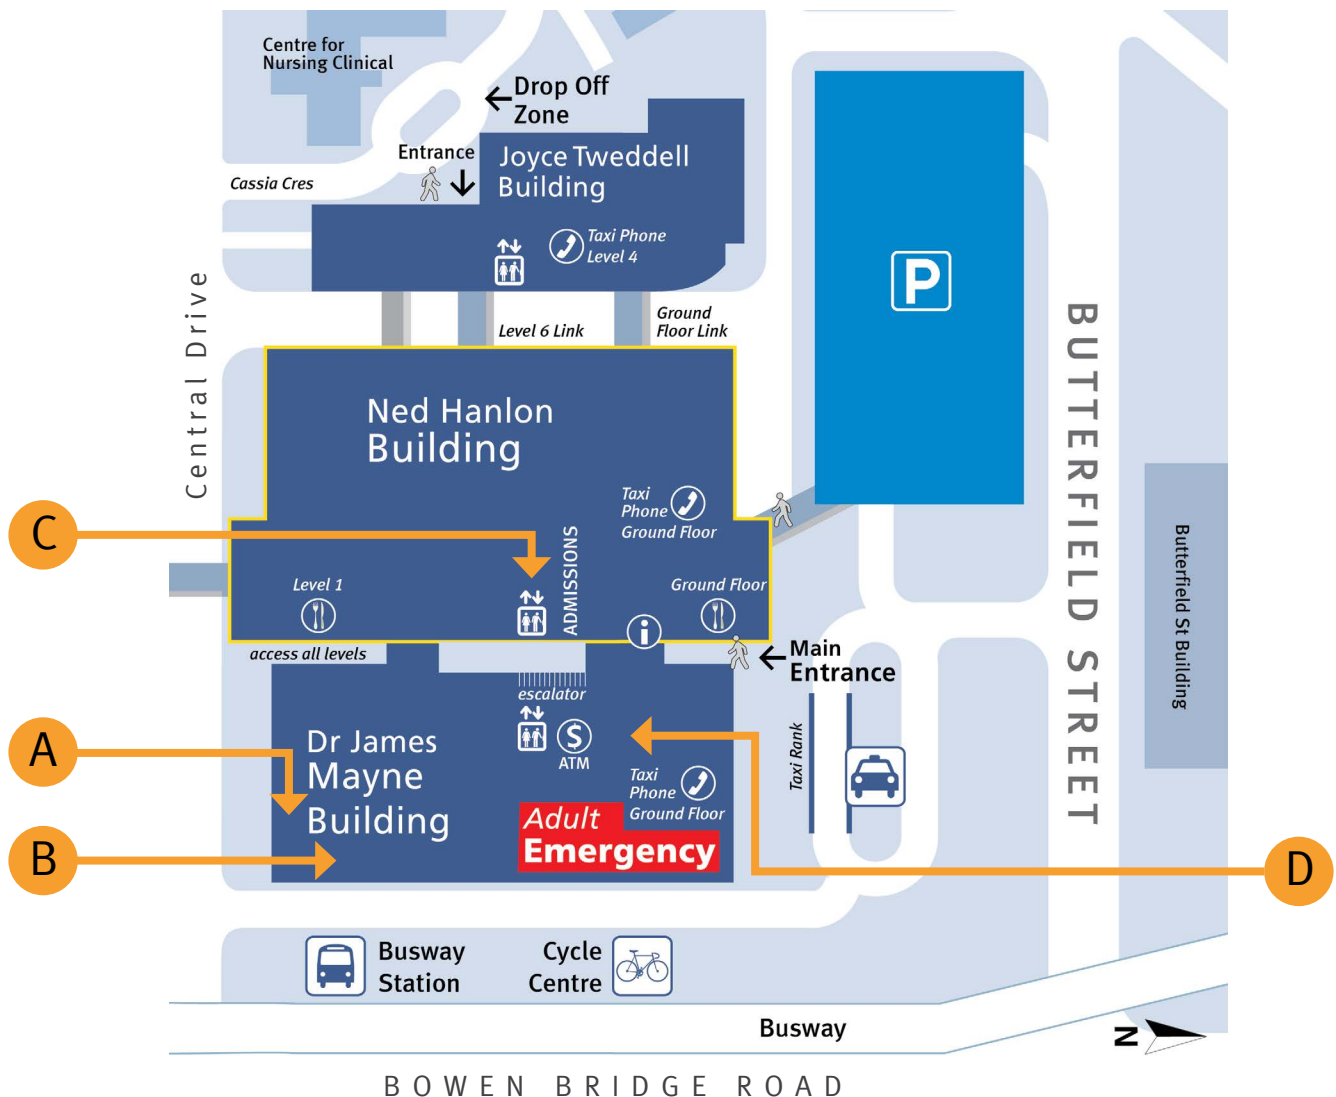 Centre for
Nursing Clinical
Drop Off
Zone
Entrance
Joyce Tweddell
Building
Cassia Cres
Taxi Phone
Level 4
P
Central Drive
Level 6 Link
Ground
Floor Link
BUTTERFIELD STREET
Ned Hanlon
Building
Taxi
Phone
Ground Floor
C
ADMISSIONS
Butterfield St Building
Level 1
Ground Floor
i
access all levels
Main
Entrance
escalator
A
Dr James
Mayne
Building
$
ATM
Taxi
Phone
Ground Floor
Taxi Rank
Adult
Emergency
B
D
Busway
Station
Cycle
Centre
Busway
N
BOWEN BRIDGE ROAD